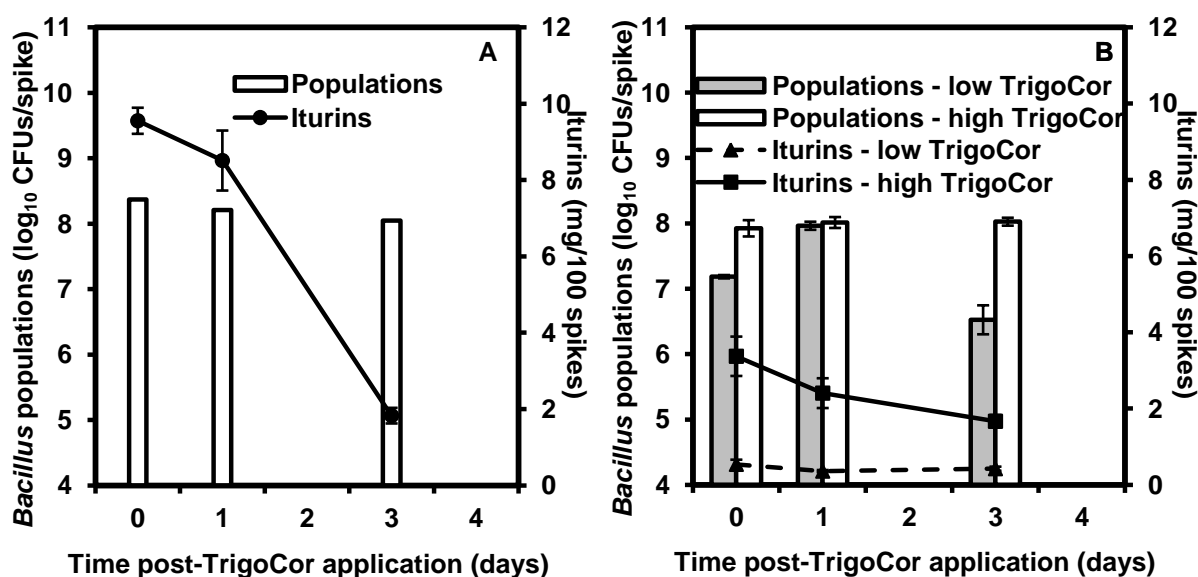 A
Populations
Iturins
11
10
9
8
7
6
5
4
12
10
8
6
4
2
0
0 1 2 3 4
Bacillus populations (log₁₀ CFUs/spike)
Iturins (mg/100 spikes)
Time post-TrigoCor application (days)
B
Populations - low TrigoCor
Populations - high TrigoCor
Iturins - low TrigoCor
Iturins - high TrigoCor
11
10
9
8
7
6
5
4
12
10
8
6
4
2
0
0 1 2 3 4
Bacillus populations (log₁₀ CFUs/spike)
Iturins (mg/100 spikes)
Time post-TrigoCor application (days)